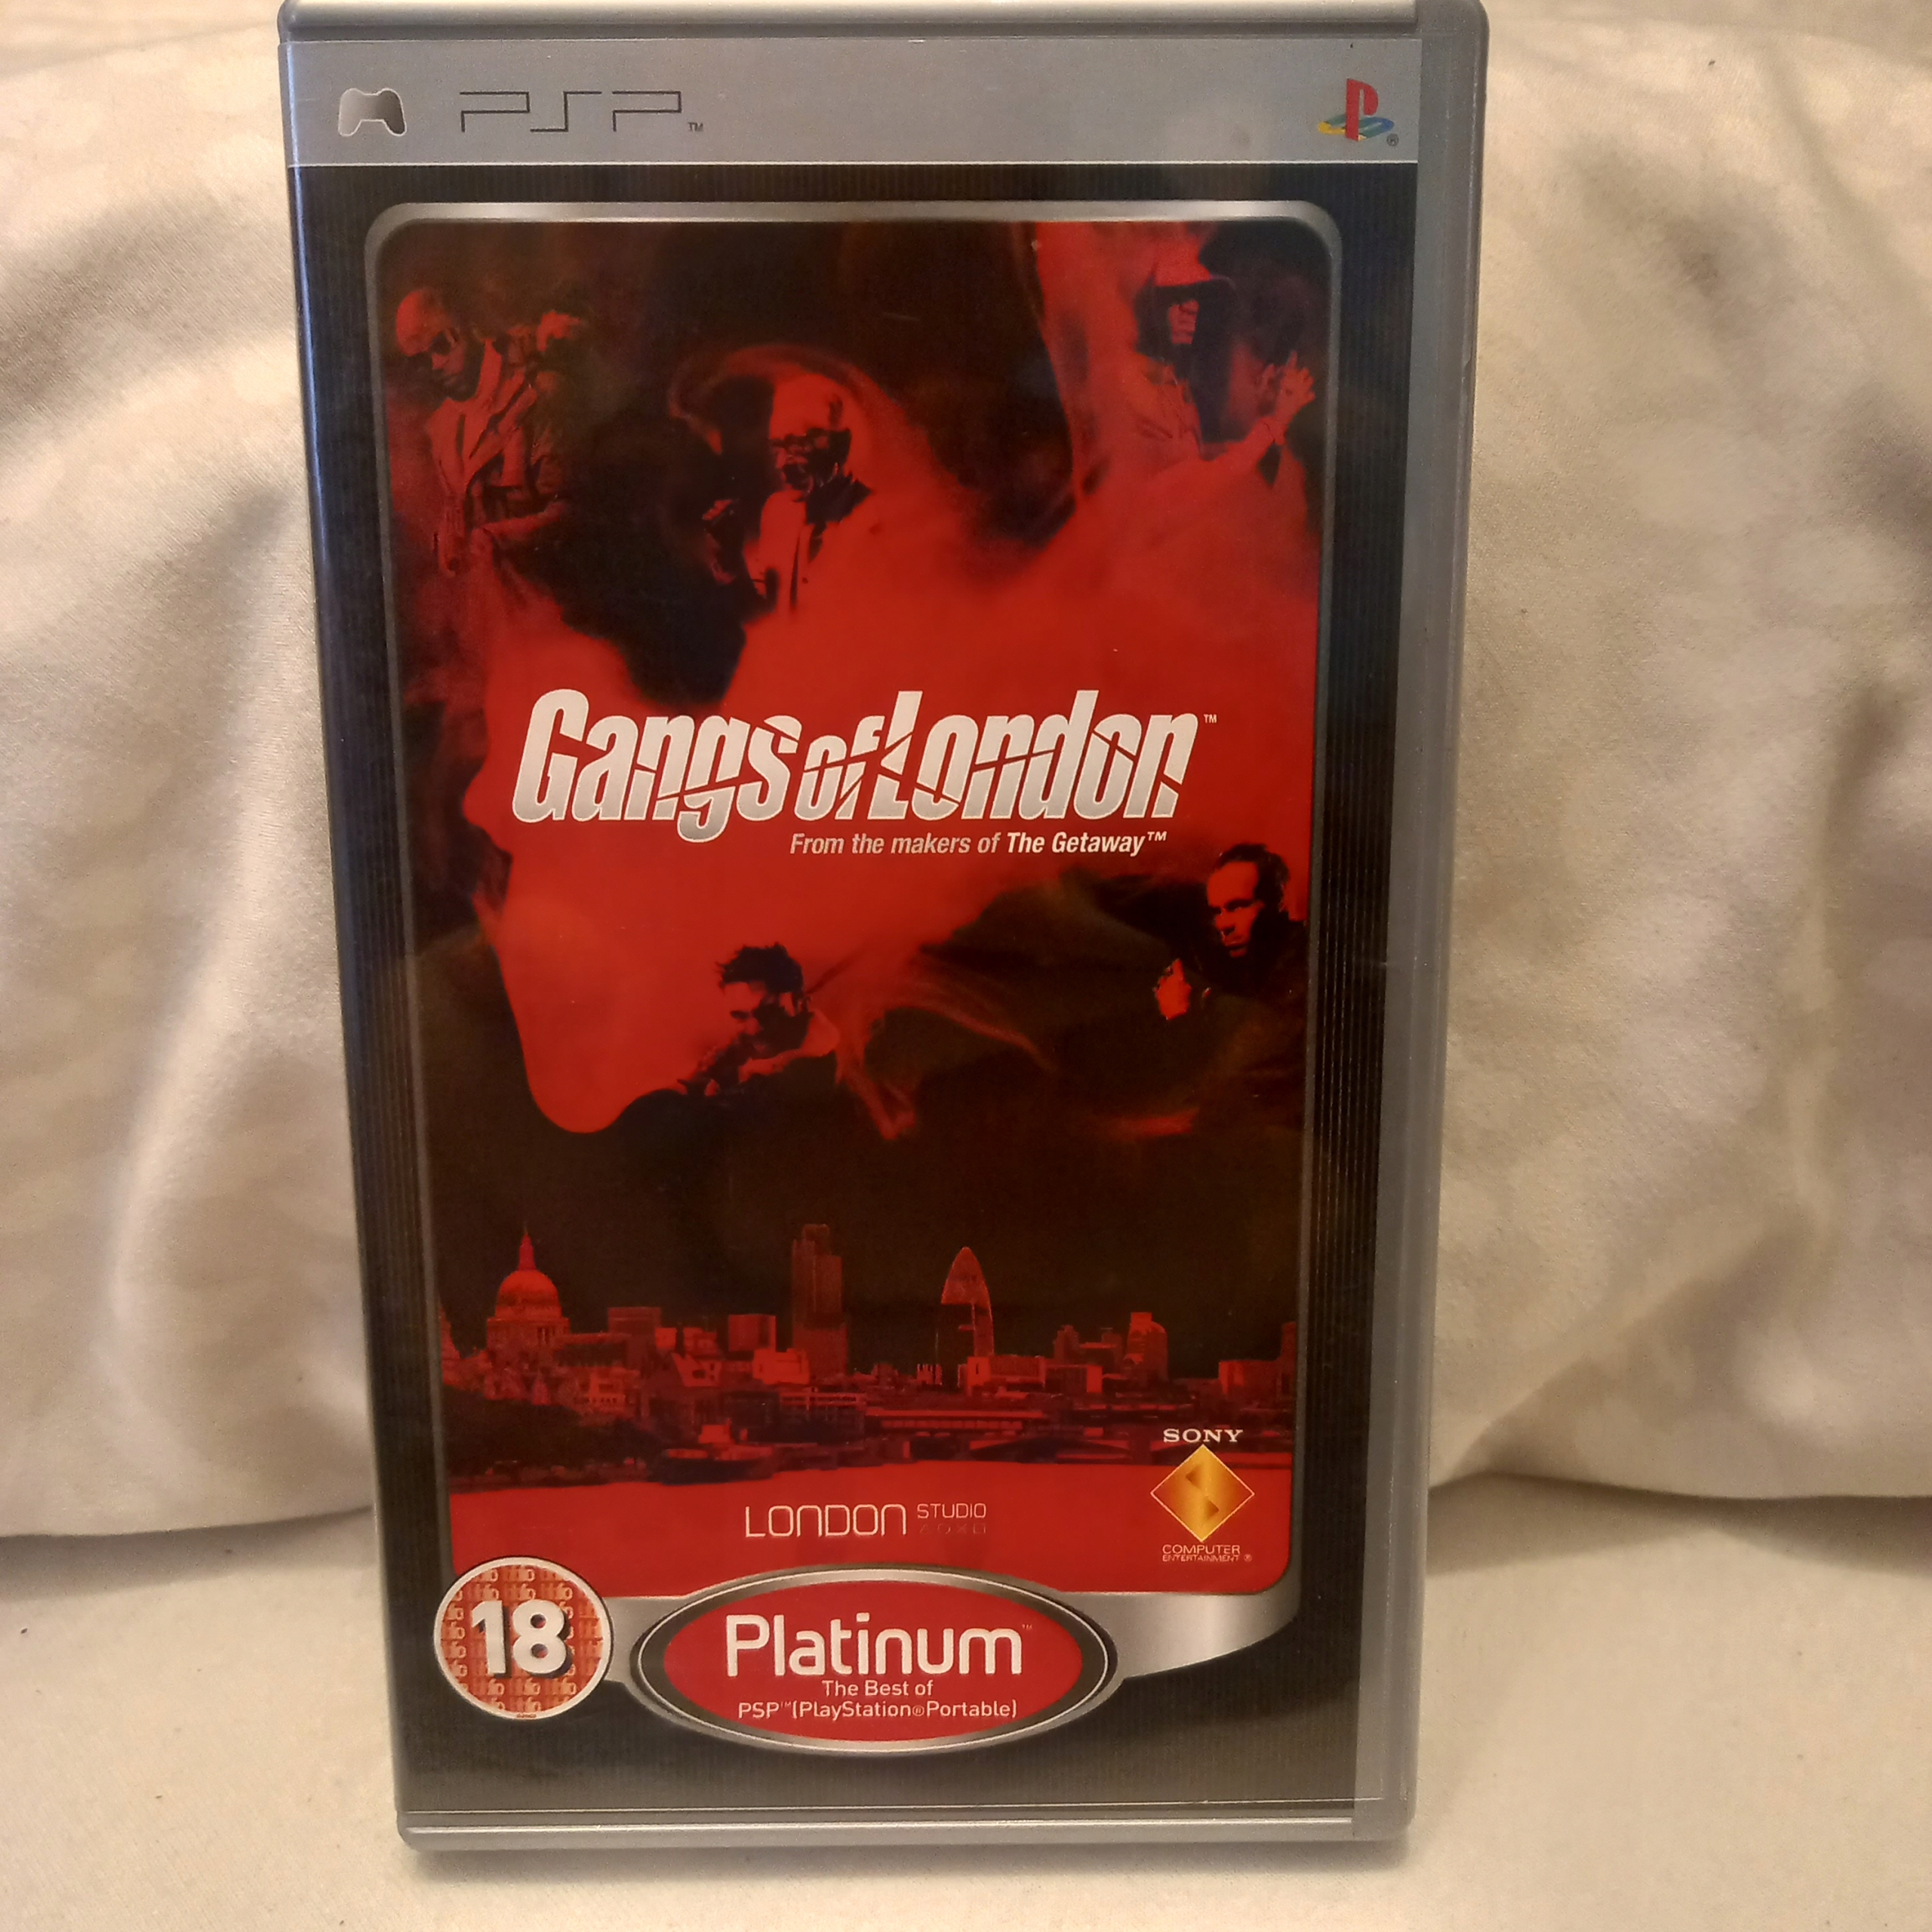 PSP™
Gangs of London™
From the makers of The Getaway™
SONY
LONDON STUDIO
COMPUTER
ENTERTAINMENT ®
18
Platinum™
The Best of
PSP™(PlayStation®Portable)